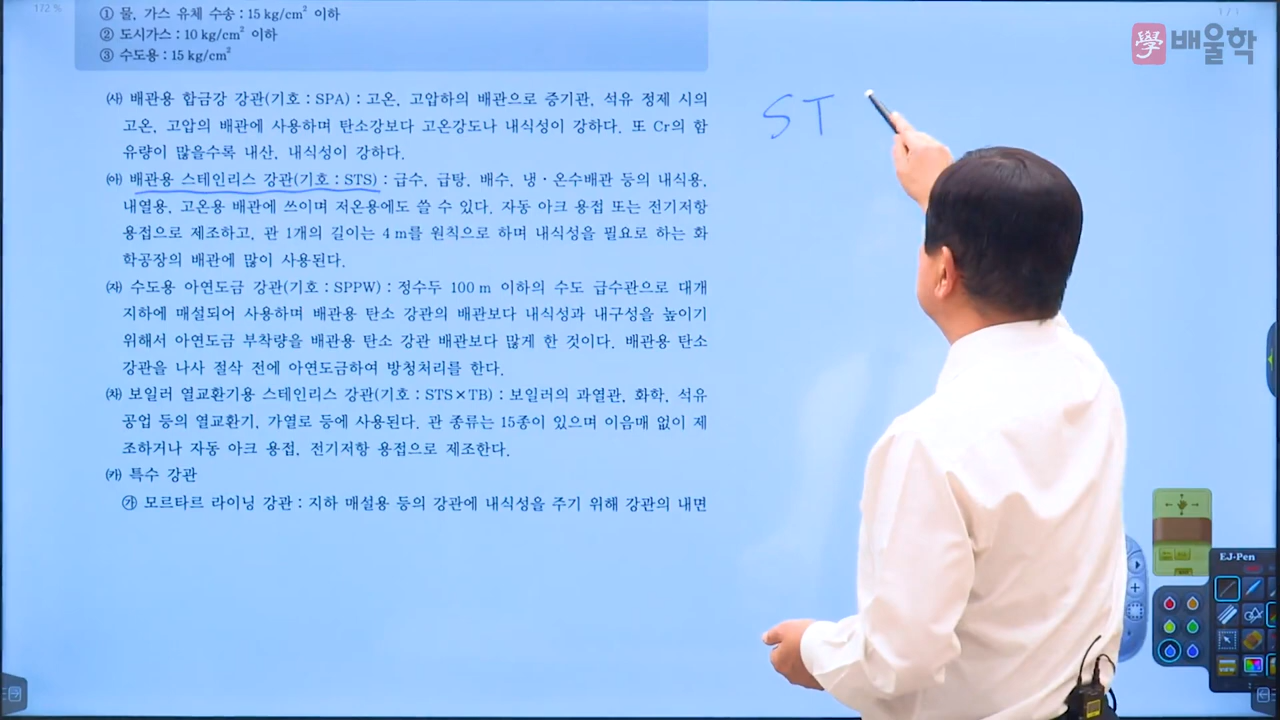 172 %
1 / 1
① 물, 가스 유체 수송 : 15 kg/cm² 이하
② 도시가스 : 10 kg/cm² 이하
③ 수도용 : 15 kg/cm²
學 배울학
㈔ 배관용 합금강 강관(기호 : SPA) : 고온, 고압하의 배관으로 증기관, 석유 정제 시의
고온, 고압의 배관에 사용하며 탄소강보다 고온강도나 내식성이 강하다. 또 Cr의 함
유량이 많을수록 내산, 내식성이 강하다.
㈕ 배관용 스테인리스 강관(기호 : STS) : 급수, 급탕, 배수, 냉·온수배관 등의 내식용,
내열용, 고온용 배관에 쓰이며 저온용에도 쓸 수 있다. 자동 아크 용접 또는 전기저항
용접으로 제조하고, 관 1개의 길이는 4 m를 원칙으로 하며 내식성을 필요로 하는 화
학공장의 배관에 많이 사용된다.
㈖ 수도용 아연도금 강관(기호 : SPPW) : 정수두 100 m 이하의 수도 급수관으로 대개
지하에 매설되어 사용하며 배관용 탄소 강관의 배관보다 내식성과 내구성을 높이기
위해서 아연도금 부착량을 배관용 탄소 강관 배관보다 많게 한 것이다. 배관용 탄소
강관을 나사 절삭 전에 아연도금하여 방청처리를 한다.
㈗ 보일러 열교환기용 스테인리스 강관(기호 : STS×TB) : 보일러의 과열관, 화학, 석유
공업 등의 열교환기, 가열로 등에 사용된다. 관 종류는 15종이 있으며 이음매 없이 제
조하거나 자동 아크 용접, 전기저항 용접으로 제조한다.
㈘ 특수 강관
㉮ 모르타르 라이닝 강관 : 지하 매설용 등의 강관에 내식성을 주기 위해 강관의 내면
ST
EJ-Pen